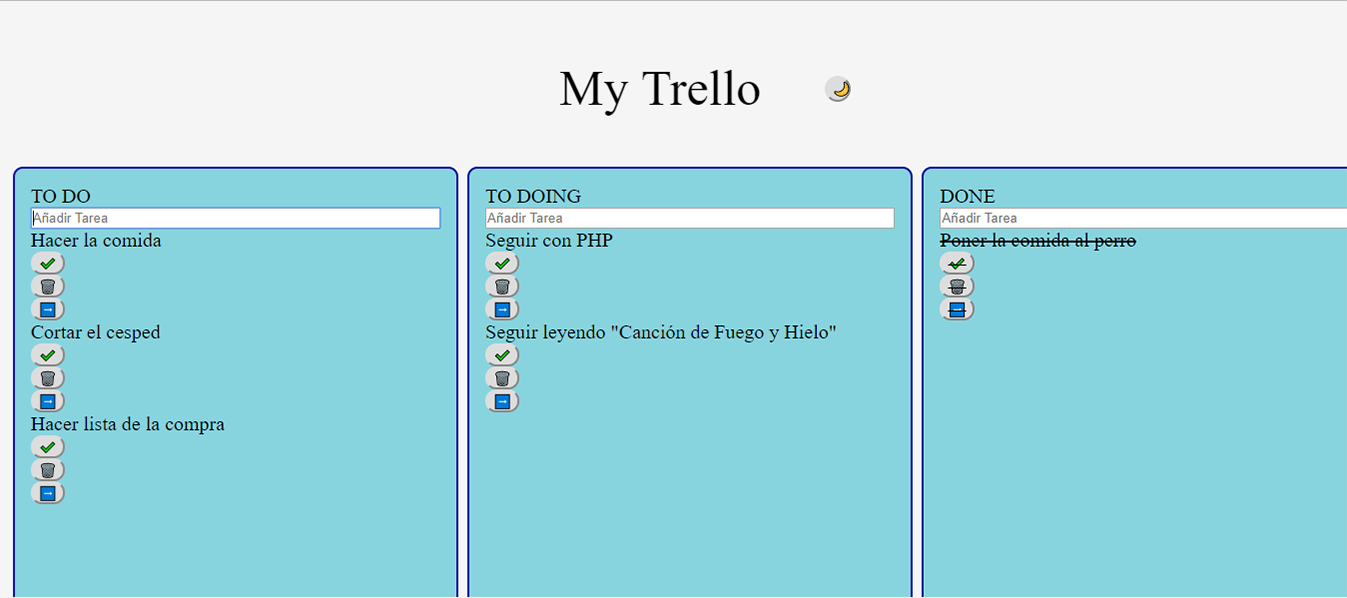 My Trello
TO DO
Añadir Tarea
Hacer la comida
Cortar el cesped
Hacer lista de la compra
TO DOING
Añadir Tarea
Seguir con PHP
Seguir leyendo "Canción de Fuego y Hielo"
DONE
Añadir Tarea
Poner la comida al perro